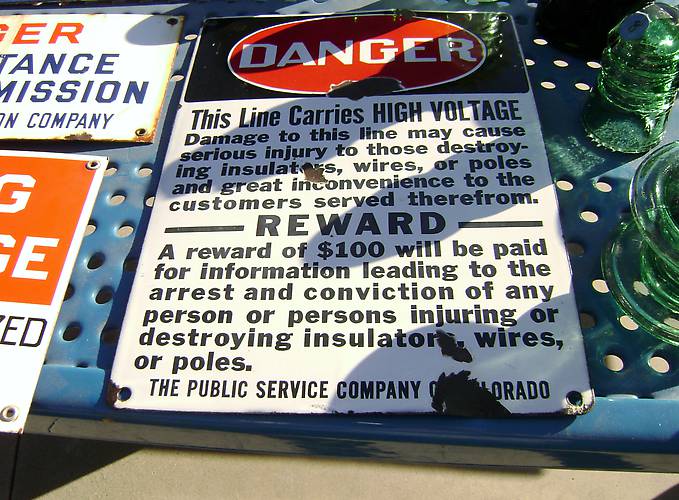 GER
TANCE
MISSION
ON COMPANY
G
GE
ZED
DANGER
This Line Carries HIGH VOLTAGE
Damage to this line may cause
serious injury to those destroy-
ing insulators, wires, or poles
and great inconvenience to the
customers served therefrom.
REWARD
A reward of $100 will be paid
for information leading to the
arrest and conviction of any
person or persons injuring or
destroying insulators, wires,
or poles.
THE PUBLIC SERVICE COMPANY OF COLORADO